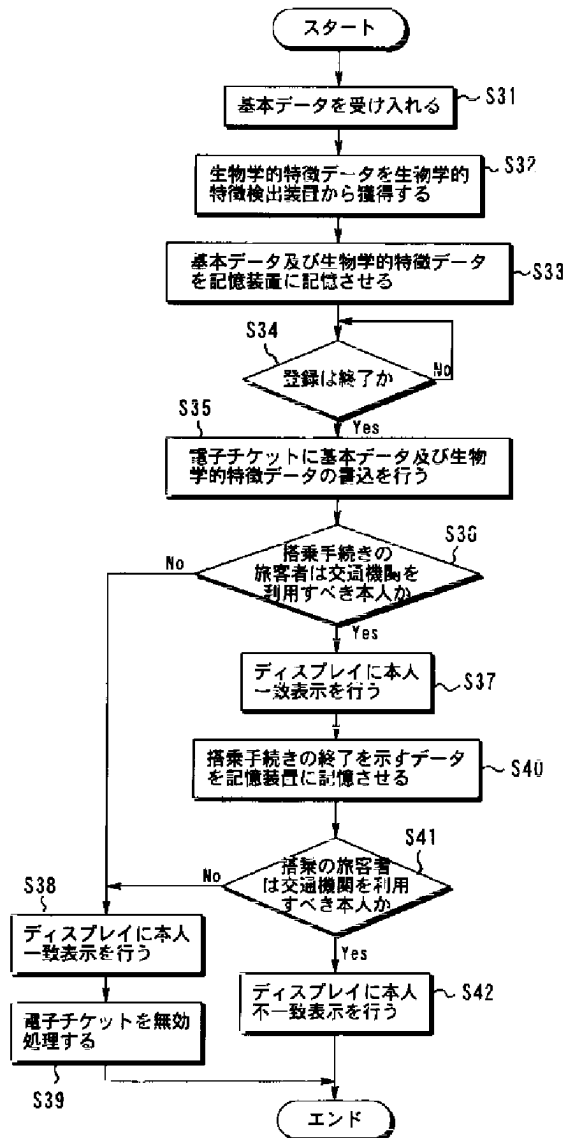 スタート
基本データを受け入れる
S31
生物学的特徴データを生物学的
特徴検出装置から獲得する
S32
基本データ及び生物学的特徴データ
を記憶装置に記憶させる
S33
S34
登録は終了か
No
Yes
S35
電子チケットに基本データ及び生物
学的特徴データの書込を行う
S36
搭乗手続きの
旅客者は交通機関を
利用すべき本人か
No
Yes
ディスプレイに本人
一致表示を行う
S37
搭乗手続きの終了を示すデータ
を記憶装置に記憶させる
S40
S41
搭乗の旅客者
は交通機関を利用
すべき本人か
No
Yes
S38
ディスプレイに本人
一致表示を行う
ディスプレイに本人
不一致表示を行う
S42
電子チケットを無効
処理する
S39
エンド